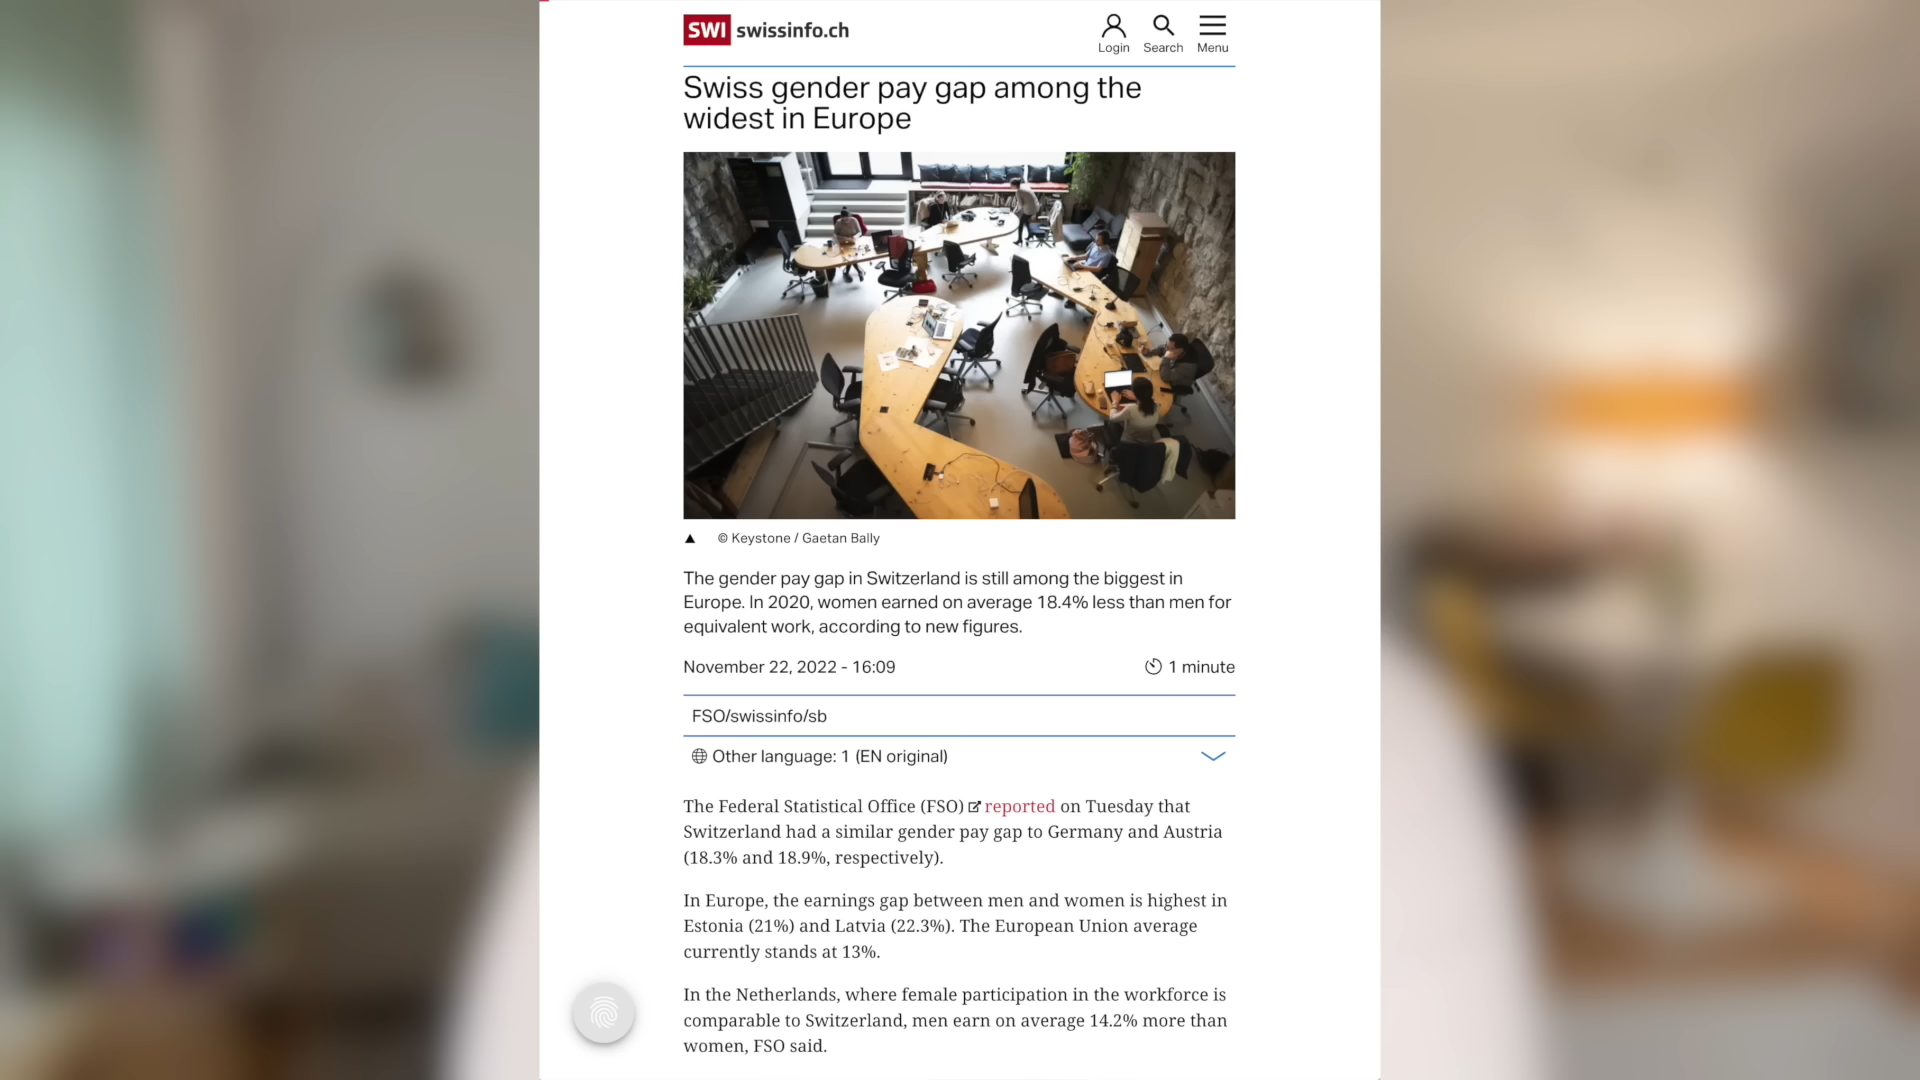 SWI swissinfo.ch
Login Search Menu
Swiss gender pay gap among the
widest in Europe
▲ © Keystone / Gaetan Bally
The gender pay gap in Switzerland is still among the biggest in
Europe. In 2020, women earned on average 18.4% less than men for
equivalent work, according to new figures.
November 22, 2022 - 16:09 1 minute
FSO/swissinfo/sb
Other language: 1 (EN original)
The Federal Statistical Office (FSO) reported on Tuesday that
Switzerland had a similar gender pay gap to Germany and Austria
(18.3% and 18.9%, respectively).
In Europe, the earnings gap between men and women is highest in
Estonia (21%) and Latvia (22.3%). The European Union average
currently stands at 13%.
In the Netherlands, where female participation in the workforce is
comparable to Switzerland, men earn on average 14.2% more than
women, FSO said.